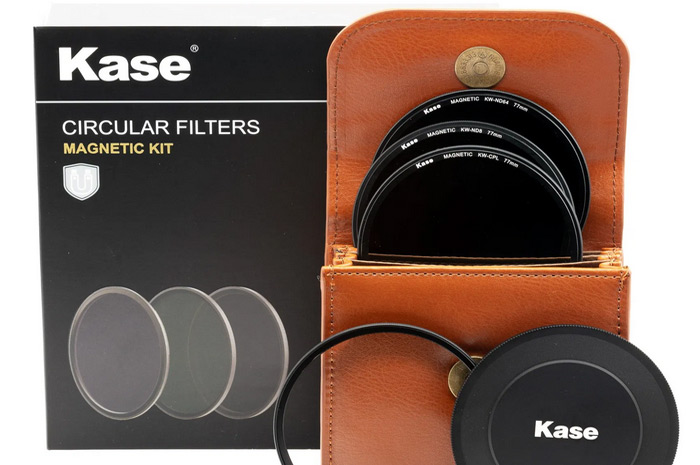 Kase®
CIRCULAR FILTERS
MAGNETIC KIT
Kase MAGNETIC KW-ND64 77mm
Kase MAGNETIC KW-ND8 77mm
Kase MAGNETIC KW-CPL 77mm
Kase